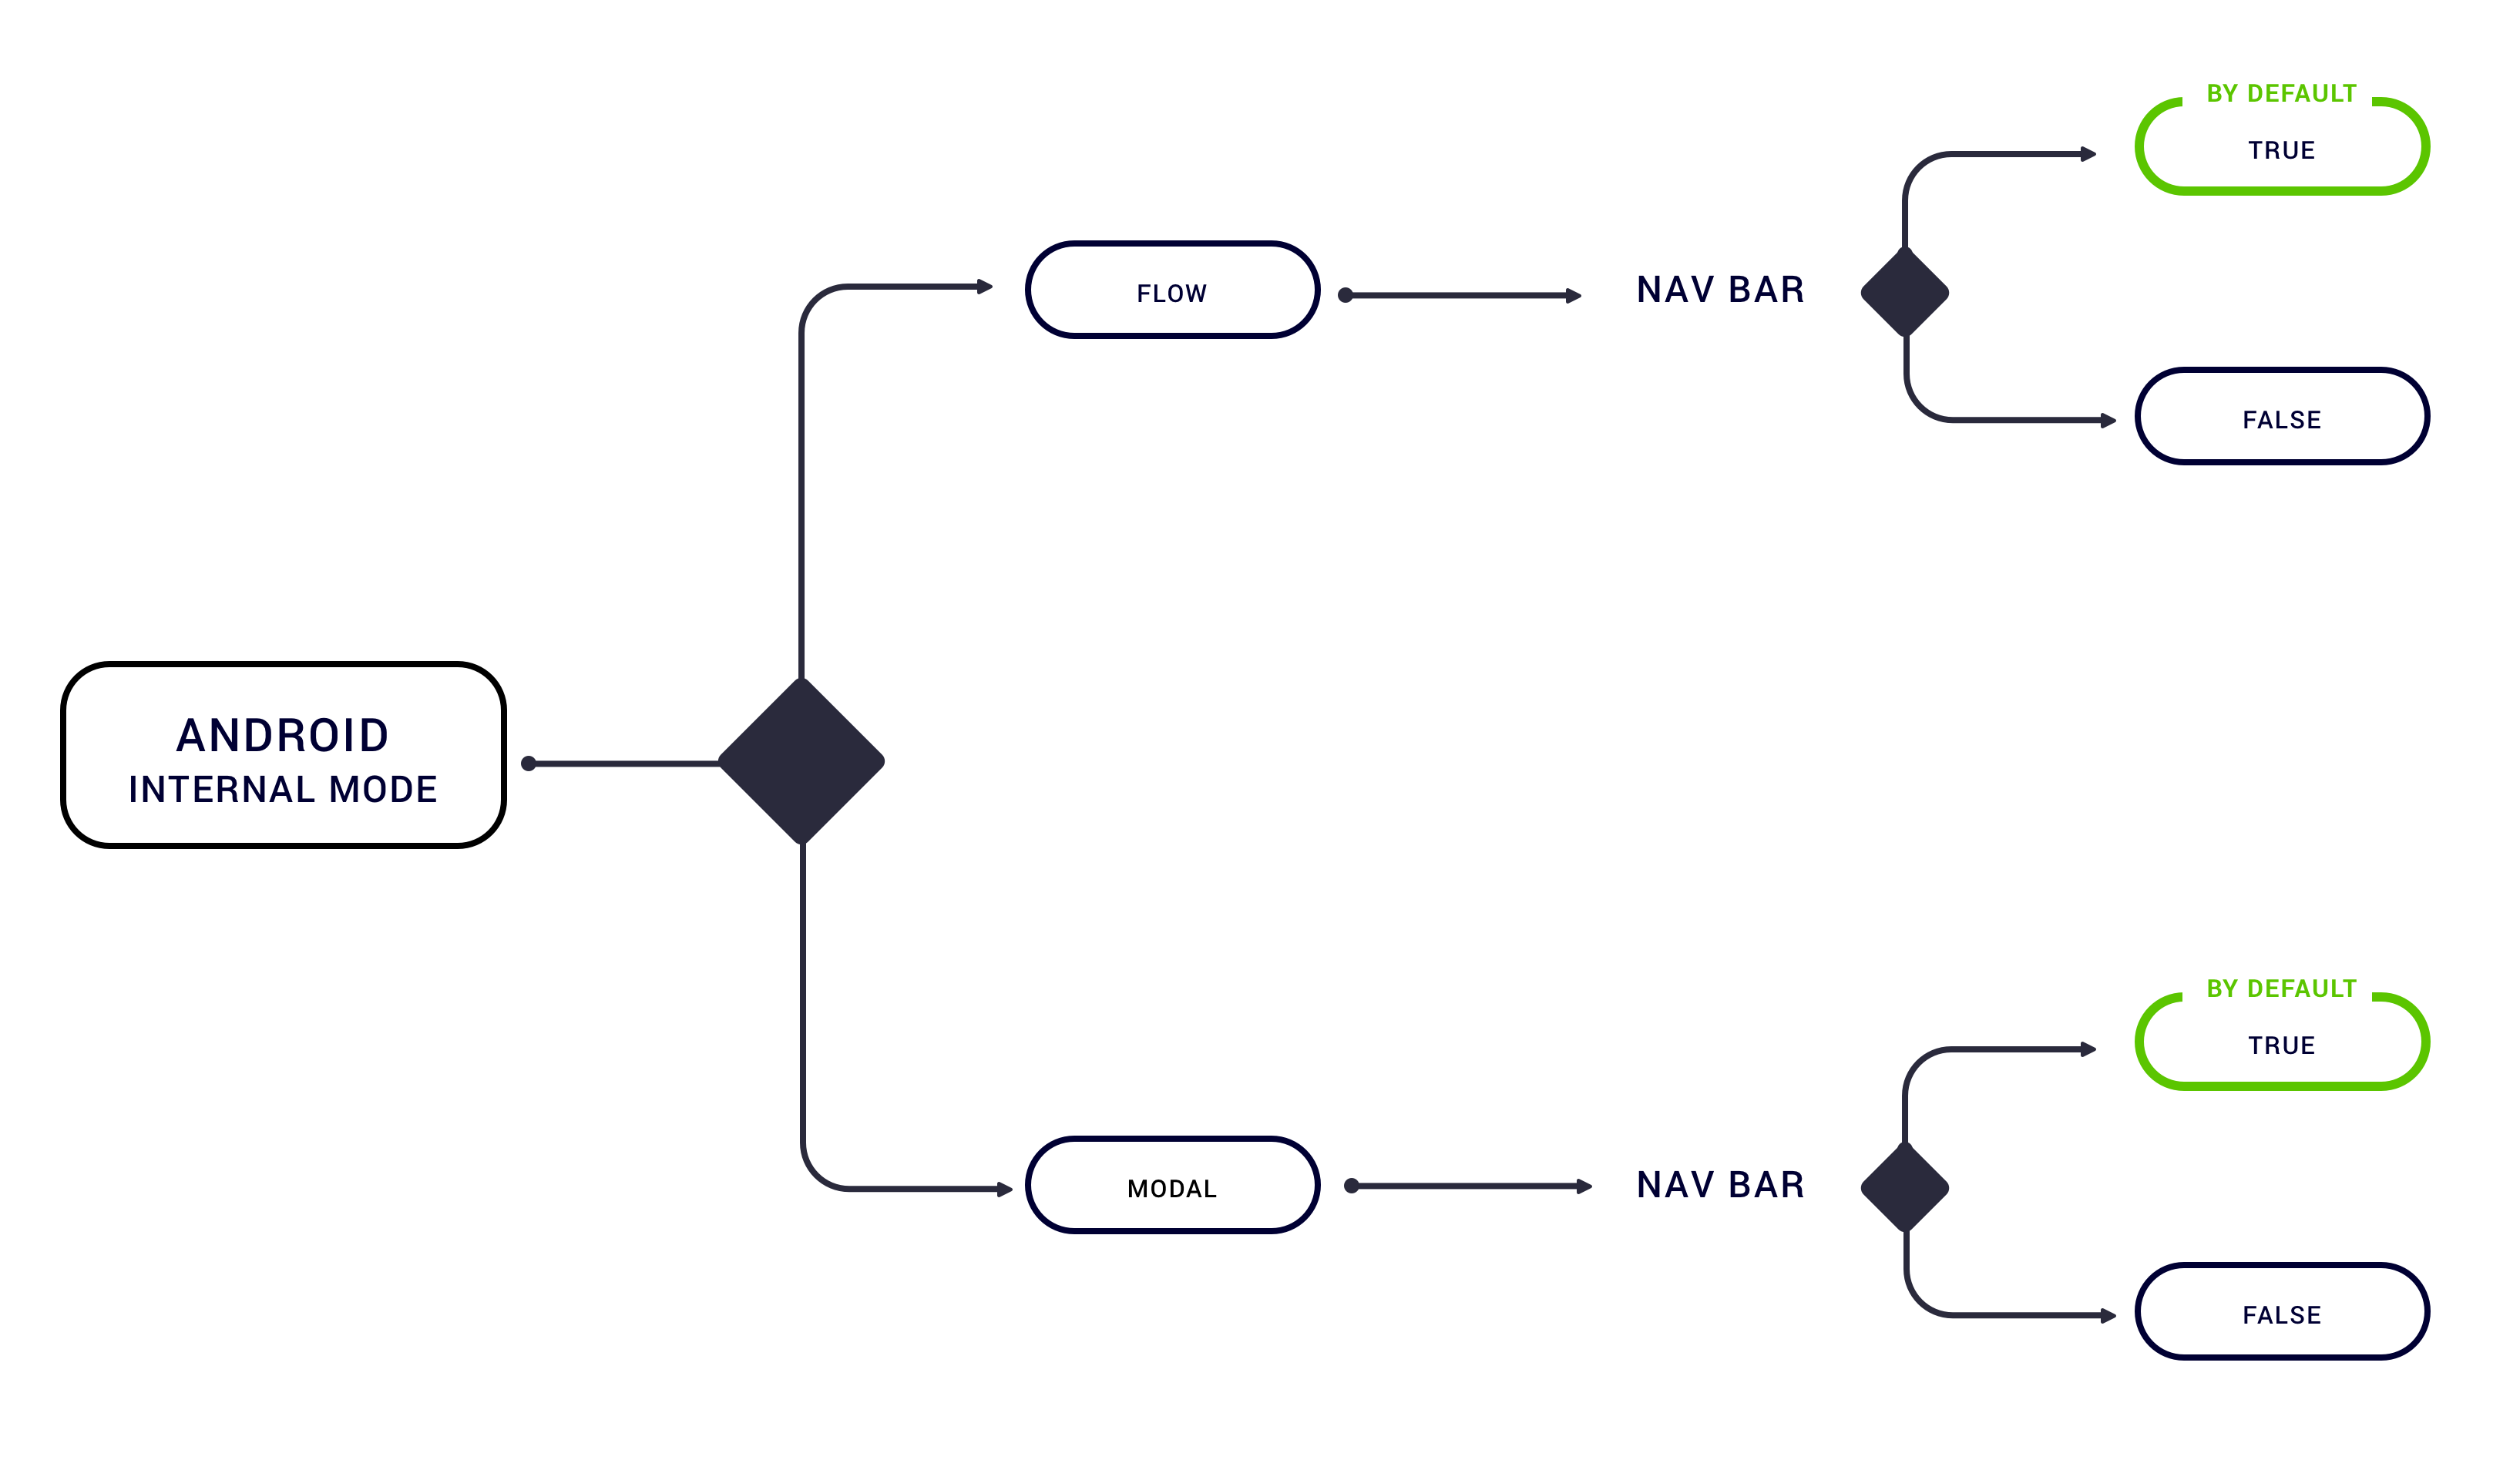 ANDROID
INTERNAL MODE
FLOW
NAV BAR
BY DEFAULT
TRUE
FALSE
MODAL
NAV BAR
BY DEFAULT
TRUE
FALSE